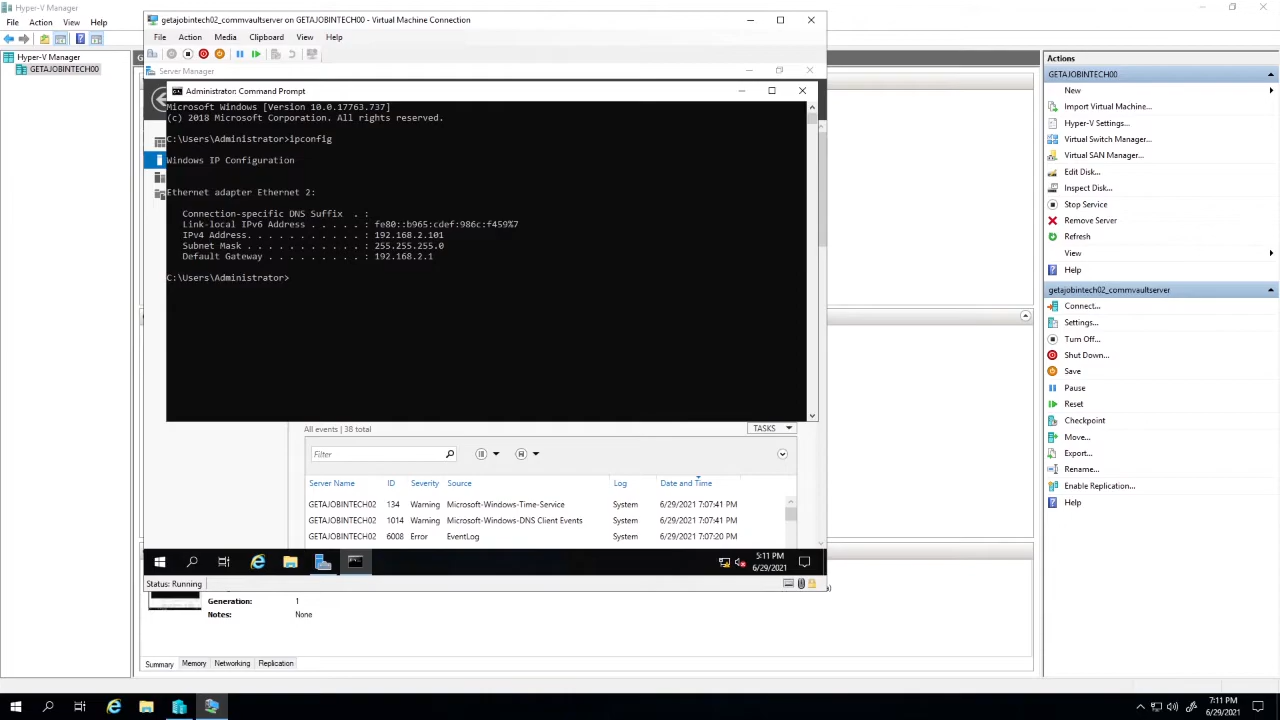 Hyper-V Manager
File Action View Help
Hyper-V Manager
GETAJOBINTECH00
getajobintech02_commvaultserver on GETAJOBINTECH00 - Virtual Machine Connection
File Action Media Clipboard View Help
Server Manager
Administrator: Command Prompt
Microsoft Windows [Version 10.0.17763.737]
(c) 2018 Microsoft Corporation. All rights reserved.
C:\Users\Administrator>ipconfig
Windows IP Configuration
Ethernet adapter Ethernet 2:
Connection-specific DNS Suffix . :
Link-local IPv6 Address . . . . . : fe80::b965:cdef:986c:f459%7
IPv4 Address. . . . . . . . . . . : 192.168.2.101
Subnet Mask . . . . . . . . . . . : 255.255.255.0
Default Gateway . . . . . . . . . : 192.168.2.1
C:\Users\Administrator>
All events | 38 total
TASKS
Filter
Server Name ID Severity Source Log Date and Time
GETAJOBINTECH02 134 Warning Microsoft-Windows-Time-Service System 6/29/2021 7:07:41 PM
GETAJOBINTECH02 1014 Warning Microsoft-Windows-DNS Client Events System 6/29/2021 7:07:41 PM
GETAJOBINTECH02 6008 Error EventLog System 6/29/2021 7:07:20 PM
5:11 PM
6/29/2021
Status: Running
Generation: 1
Notes: None
Summary Memory Networking Replication
Actions
GETAJOBINTECH00
New
Import Virtual Machine...
Hyper-V Settings...
Virtual Switch Manager...
Virtual SAN Manager...
Edit Disk...
Inspect Disk...
Stop Service
Remove Server
Refresh
View
Help
getajobintech02_commvaultserver
Connect...
Settings...
Turn Off...
Shut Down...
Save
Pause
Reset
Checkpoint
Move...
Export...
Rename...
Enable Replication...
Help
7:11 PM
6/29/2021